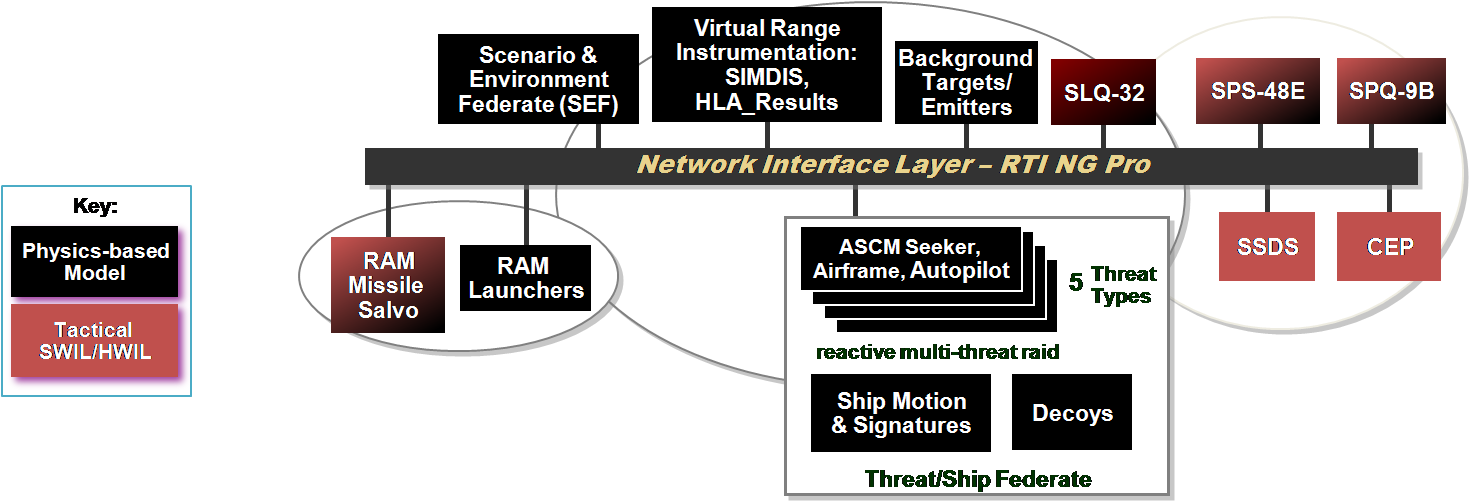 Scenario &
Environment
Federate (SEF)
Virtual Range
Instrumentation:
SIMDIS,
HLA_Results
Background
Targets/
Emitters
SLQ-32
SPS-48E
SPQ-9B
Network Interface Layer – RTI NG Pro
Key:
Physics-based
Model
Tactical
SWIL/HWIL
RAM
Missile
Salvo
RAM
Launchers
ASCM Seeker,
Airframe, Autopilot
5 Threat
Types
reactive multi-threat raid
Ship Motion
& Signatures
Decoys
Threat/Ship Federate
SSDS
CEP